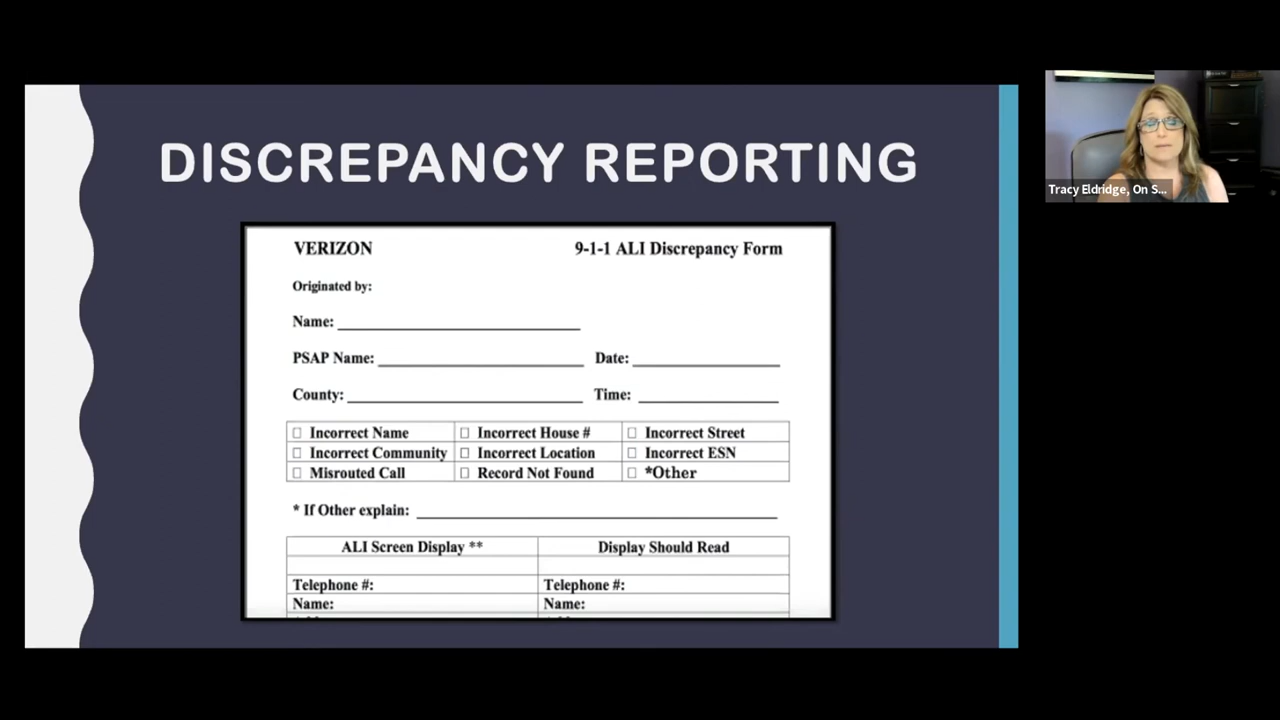 DISCREPANCY REPORTING
VERIZON 9-1-1 ALI Discrepancy Form
Originated by:
Name:
PSAP Name: Date:
County: Time:
Incorrect Name Incorrect House # Incorrect Street
Incorrect Community Incorrect Location Incorrect ESN
Misrouted Call Record Not Found *Other
* If Other explain:
ALI Screen Display ** Display Should Read
Telephone #: Telephone #:
Name: Name:
Tracy Eldridge, On S...